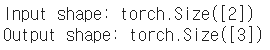 Input shape: torch.Size([2])
Output shape: torch.Size([3])